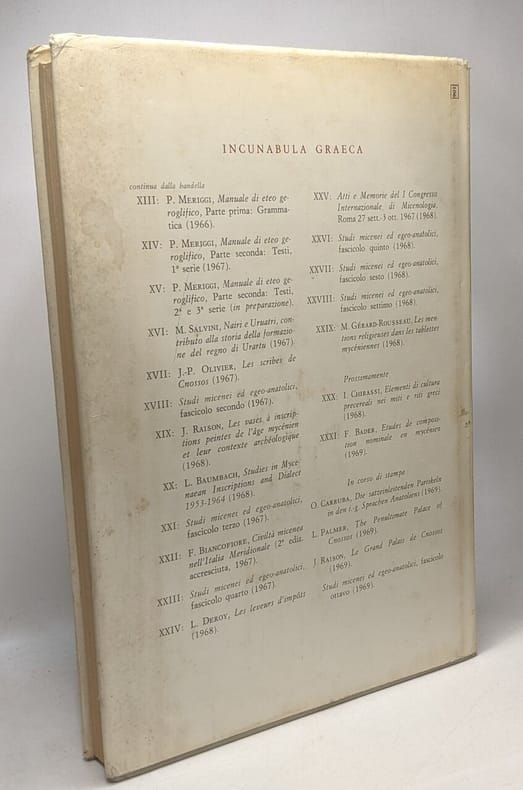 INCUNABULA GRAECA
continua dalla bandella
XIII: P. MERIGGI, Manuale di eteo ge-
roglifico, Parte prima: Gramma-
tica (1966).
XIV: P. MERIGGI, Manuale di eteo ge-
roglifico, Parte seconda: Testi,
1ª serie (1967).
XV: P. MERIGGI, Manuale di eteo ge-
roglifico, Parte seconda: Testi,
2ª e 3ª serie (in preparazione).
XVI: M. SALVINI, Nairi e Uruatri, con-
tributo alla storia della formazio-
ne del regno di Urartu (1967).
XVII: J.-P. OLIVIER, Les scribes de
Cnossos (1967).
XVIII: Studi micenei ed egeo-anatolici,
fascicolo secondo (1967).
XIX: J. RAISON, Les vases à inscrip-
tions peintes de l'âge mycénien
et leur contexte archéologique
(1968).
XX: L. BAUMBACH, Studies in Myce-
naean Inscriptions and Dialect
1953-1964 (1968).
XXI: Studi micenei ed egeo-anatolici,
fascicolo terzo (1967).
XXII: F. BIANCOFIORE, Civiltà micenea
nell'Italia Meridionale (2ª ediz.
accresciuta, 1967).
XXIII: Studi micenei ed egeo-anatolici,
fascicolo quarto (1967).
XXIV: L. DEROY, Les leveurs d'impôts
(1968).
XXV: Atti e Memorie del I Congresso
Internazionale di Micenologia,
Roma 27 sett.-3 ott. 1967 (1968).
XXVI: Studi micenei ed egeo-anatolici,
fascicolo quinto (1968).
XXVII: Studi micenei ed egeo-anatolici,
fascicolo sesto (1968).
XXVIII: Studi micenei ed egeo-anatolici,
fascicolo settimo (1968).
XXIX: M. GÉRARD-ROUSSEAU, Les men-
tions religieuses dans les tablettes
mycéniennes (1968).
Prossimamente
XXX: I. CHIRASSI, Elementi di cultura
precereali nei miti e riti greci
(1968).
XXXI: F. BADER, Etudes de composi-
tion nominale en mycénien
(1969).
In corso di stampa
O. CARRUBA, Die satzeinleitenden Partikeln
in den i.-g. Sprachen Anatoliens (1969).
L. PALMER, The Penultimate Palace of
Cnossos (1969).
J. RAISON, Le Grand Palais de Cnossos
(1969).
Studi micenei ed egeo-anatolici, fascicolo
ottavo (1969).